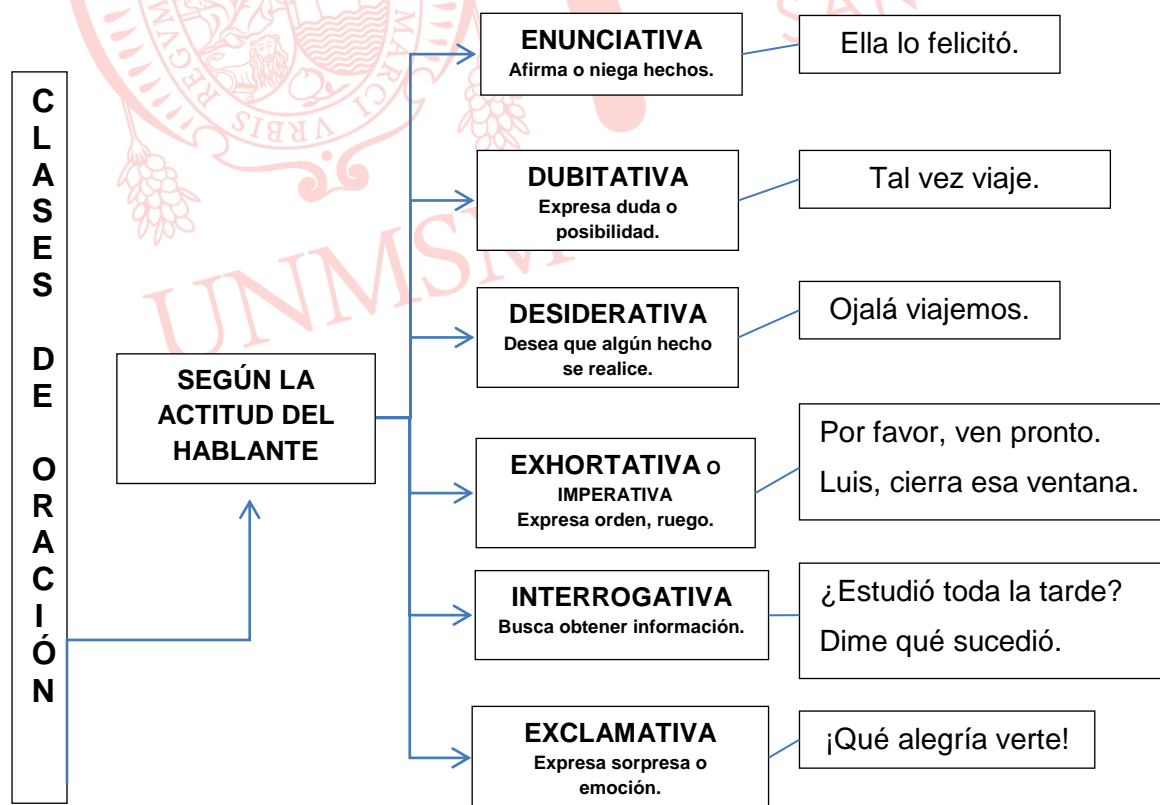 CLASES DE ORACIÓN
SEGÚN LA
ACTITUD DEL
HABLANTE
ENUNCIATIVA
Afirma o niega hechos.
Ella lo felicitó.
DUBITATIVA
Expresa duda o
posibilidad.
Tal vez viaje.
DESIDERATIVA
Desea que algún hecho
se realice.
Ojalá viajemos.
EXHORTATIVA O
IMPERATIVA
Expresa orden, ruego.
Por favor, ven pronto.
Luis, cierra esa ventana.
INTERROGATIVA
Busca obtener información.
¿Estudió toda la tarde?
Dime qué sucedió.
EXCLAMATIVA
Expresa sorpresa o
emoción.
¡Qué alegría verte!
UNMSM
REGVM
VRBIS
MARCI